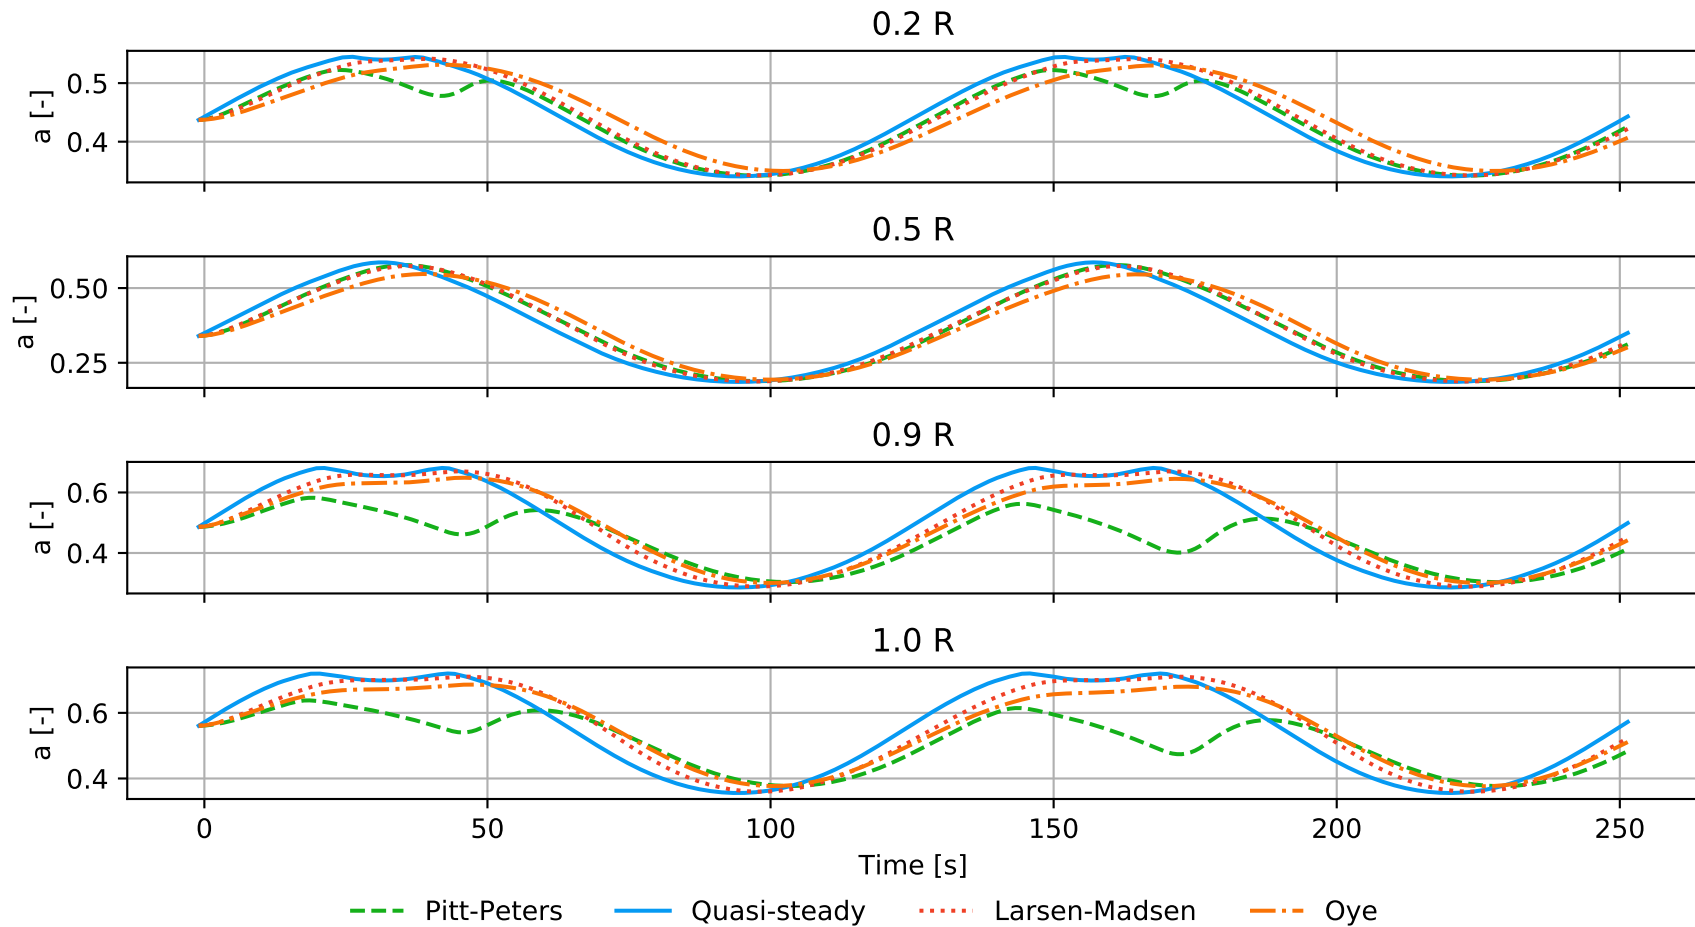 0.2 R
0.5
0.4
a [-]
0.5 R
0.50
0.25
a [-]
0.9 R
0.6
0.4
a [-]
1.0 R
0.6
0.4
a [-]
0 50 100 150 200 250
Time [s]
Pitt-Peters Quasi-steady Larsen-Madsen Oye